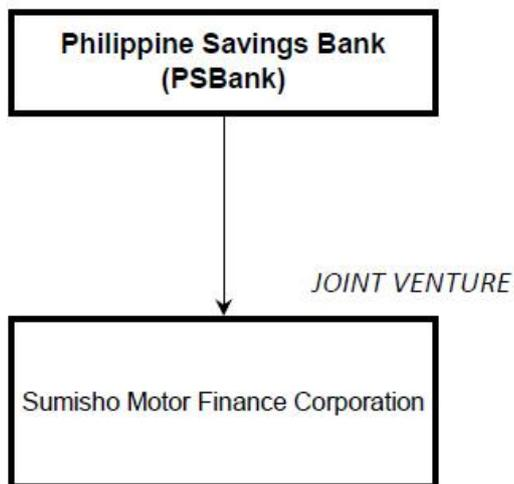 Philippine Savings Bank
(PSBank)
JOINT VENTURE
Sumisho Motor Finance Corporation